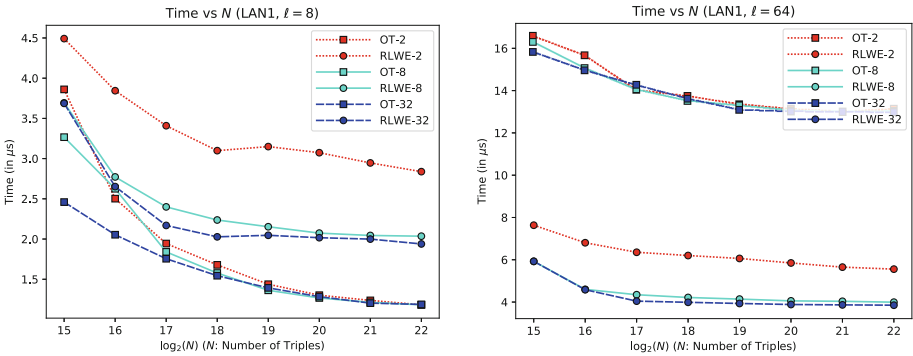 Time vs N (LAN1, ℓ = 8)
Time (in μs)
4.5
4.0
3.5
3.0
2.5
2.0
1.5
OT-2
RLWE-2
OT-8
RLWE-8
OT-32
RLWE-32
15 16 17 18 19 20 21 22
log₂(N) (N: Number of Triples)
Time vs N (LAN1, ℓ = 64)
Time (in μs)
16
14
12
10
8
6
4
OT-2
RLWE-2
OT-8
RLWE-8
OT-32
RLWE-32
15 16 17 18 19 20 21 22
log₂(N) (N: Number of Triples)